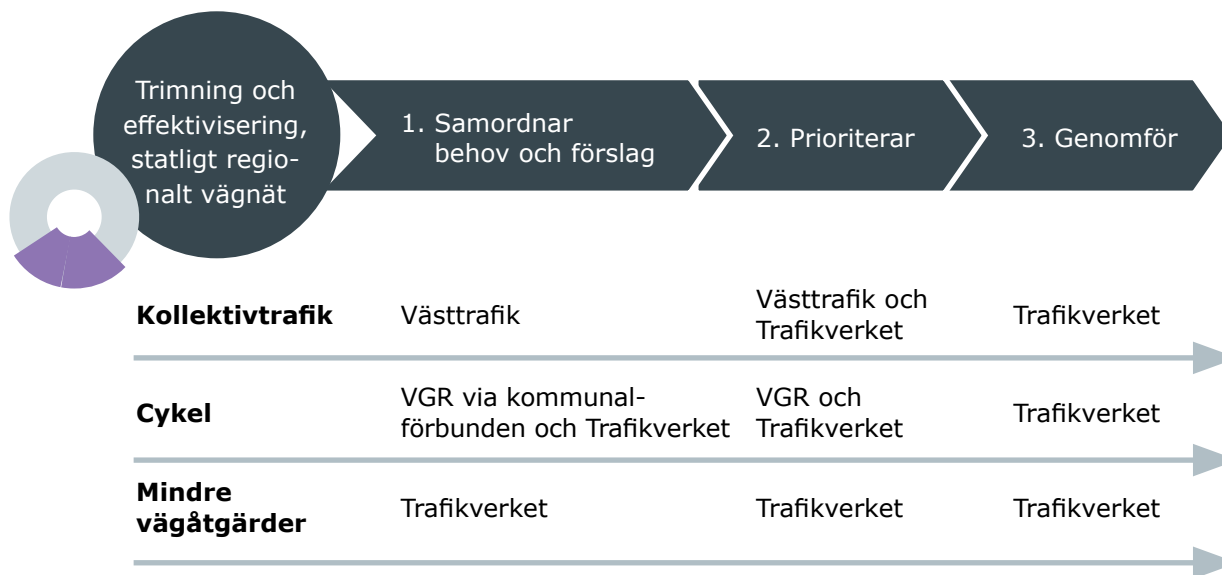 Trimning och
effektivisering,
statligt regio-
nalt vägnät
1. Samordnar
behov och förslag
2. Prioriterar
3. Genomför
Kollektivtrafik
Västtrafik
Västtrafik och
Trafikverket
Trafikverket
Cykel
VGR via kommunal-
förbunden och Trafikverket
VGR och
Trafikverket
Trafikverket
Mindre
vägåtgärder
Trafikverket
Trafikverket
Trafikverket